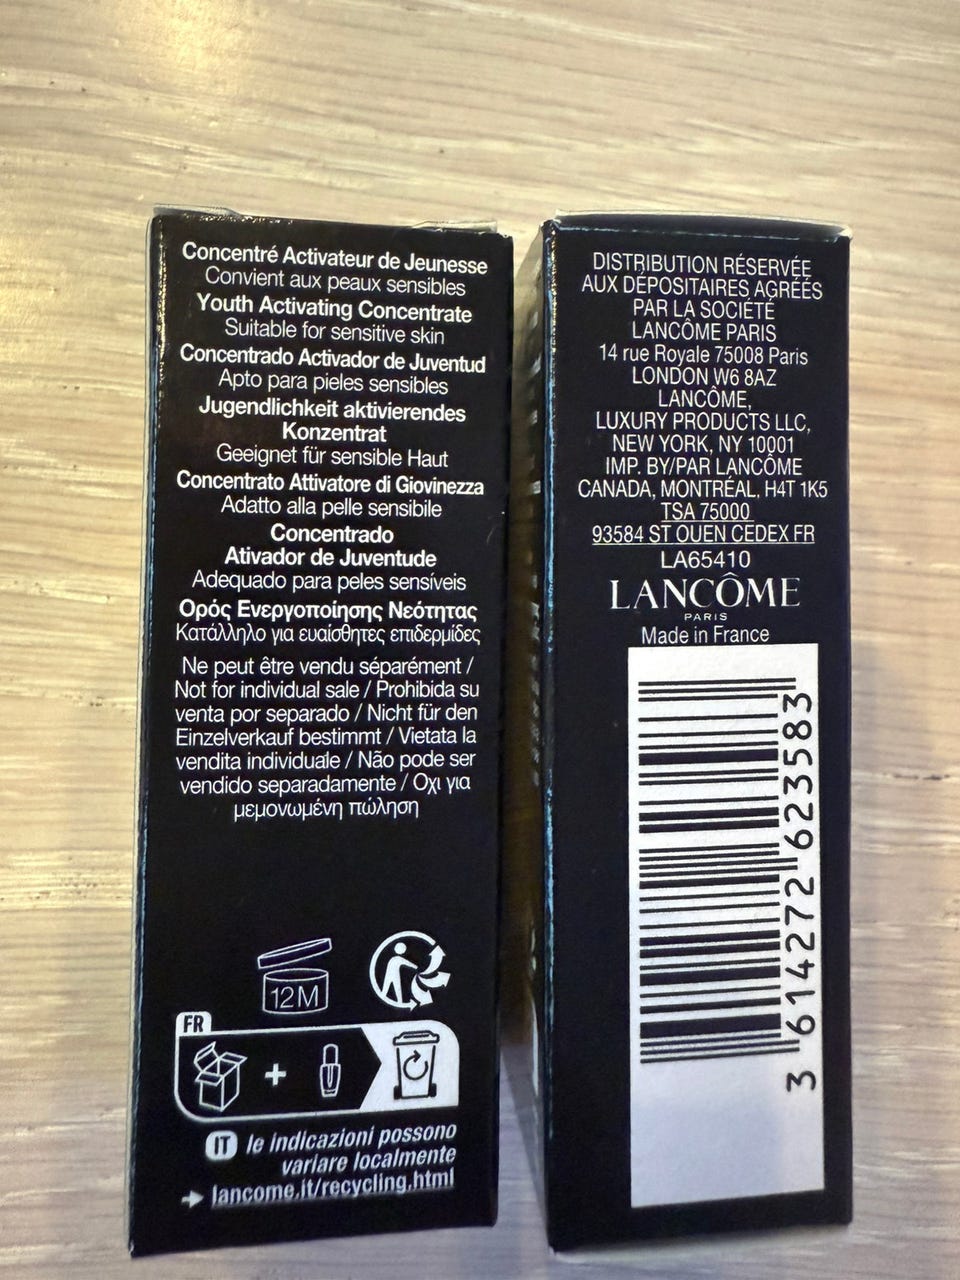 Concentré Activateur de Jeunesse
Convient aux peaux sensibles
Youth Activating Concentrate
Suitable for sensitive skin
Concentrado Activador de Juventud
Apto para pieles sensibles
Jugendlichkeit aktivierendes
Konzentrat
Geeignet für sensible Haut
Concentrato Attivatore di Giovinezza
Adatto alla pelle sensibile
Concentrado
Ativador de Juventude
Adequado para peles sensíveis
Ορός Ενεργοποίησης Νεότητας
Κατάλληλο για ευαίσθητες επιδερμίδες
Ne peut être vendu séparément /
Not for individual sale / Prohibida su
venta por separado / Nicht für den
Einzelverkauf bestimmt / Vietata la
vendita individuale / Não pode ser
vendido separadamente / Οχι για
μεμονωμένη πώληση
12M
FR
+
IT le indicazioni possono
variare localmente
lancome.it/recycling.html
DISTRIBUTION RÉSERVÉE
AUX DÉPOSITAIRES AGRÉÉS
PAR LA SOCIÉTÉ
LANCÔME PARIS
14 rue Royale 75008 Paris
LONDON W6 8AZ
LANCÔME,
LUXURY PRODUCTS LLC,
NEW YORK, NY 10001
IMP. BY/PAR LANCÔME
CANADA, MONTRÉAL, H4T 1K5
TSA 75000
93584 ST OUEN CEDEX FR
LA65410
LANCÔME
PARIS
Made in France
3 614272 623583